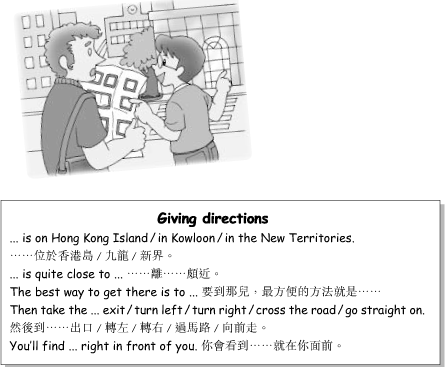 Giving directions
... is on Hong Kong Island / in Kowloon / in the New Territories.
……位於香港島 / 九龍 / 新界。
... is quite close to ... ……離……頗近。
The best way to get there is to ... 要到那兒，最方便的方法就是……
Then take the ... exit / turn left / turn right / cross the road / go straight on.
然後到……出口 / 轉左 / 轉右 / 過馬路 / 向前走。
You'll find ... right in front of you. 你會看到……就在你面前。